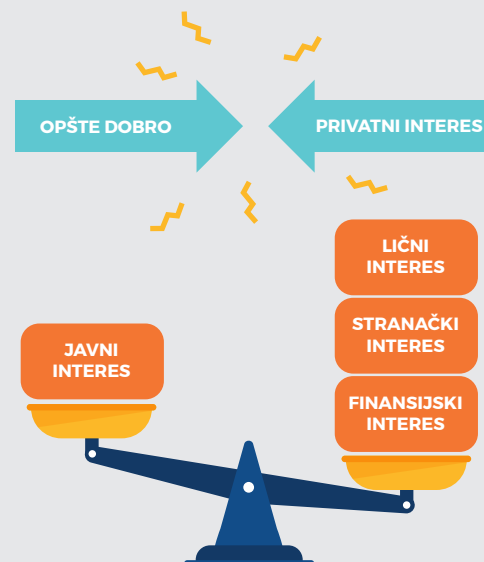 OPŠTE DOBRO
PRIVATNI INTERES
LIČNI
INTERES
STRANAČKI
INTERES
JAVNI
INTERES
FINANSIJSKI
INTERES